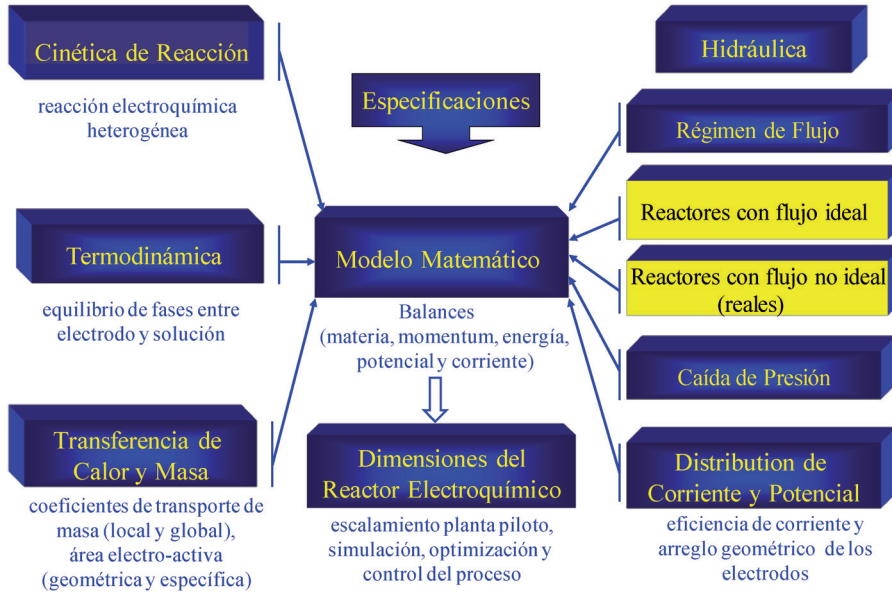 Cinética de Reacción
reacción electroquímica
heterogénea
Especificaciones
Hidráulica
Régimen de Flujo
Reactores con flujo ideal
Reactores con flujo no ideal
(reales)
Termodinámica
equilibrio de fases entre
electrodo y solución
Modelo Matemático
Balances
(materia, momentum, energía,
potencial y corriente)
Caída de Presión
Transferencia de
Calor y Masa
coeficientes de transporte de
masa (local y global),
área electro-activa
(geométrica y específica)
Dimensiones del
Reactor Electroquímico
escalamiento planta piloto,
simulación, optimización y
control del proceso
Distribution de
Corriente y Potencial
eficiencia de corriente y
arreglo geométrico de los
electrodos